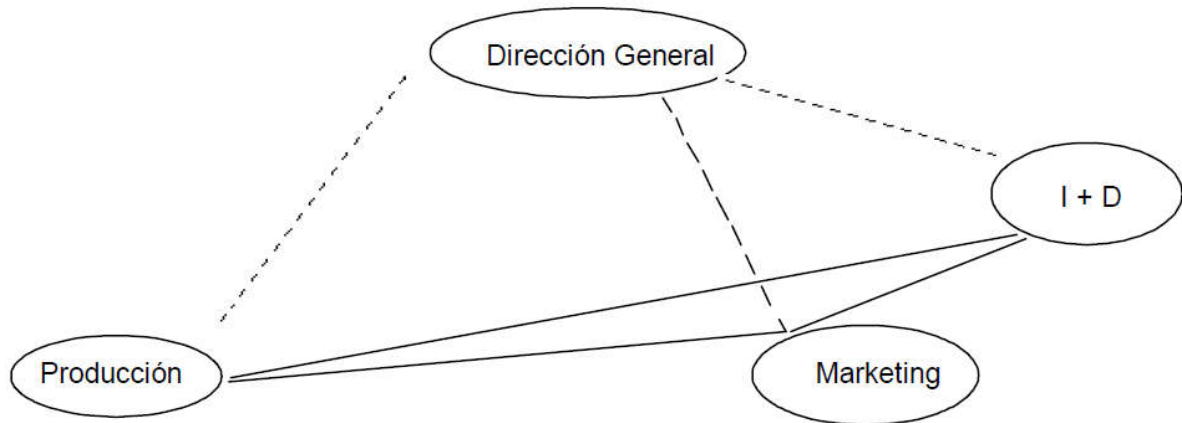 Dirección General
I + D
Producción
Marketing